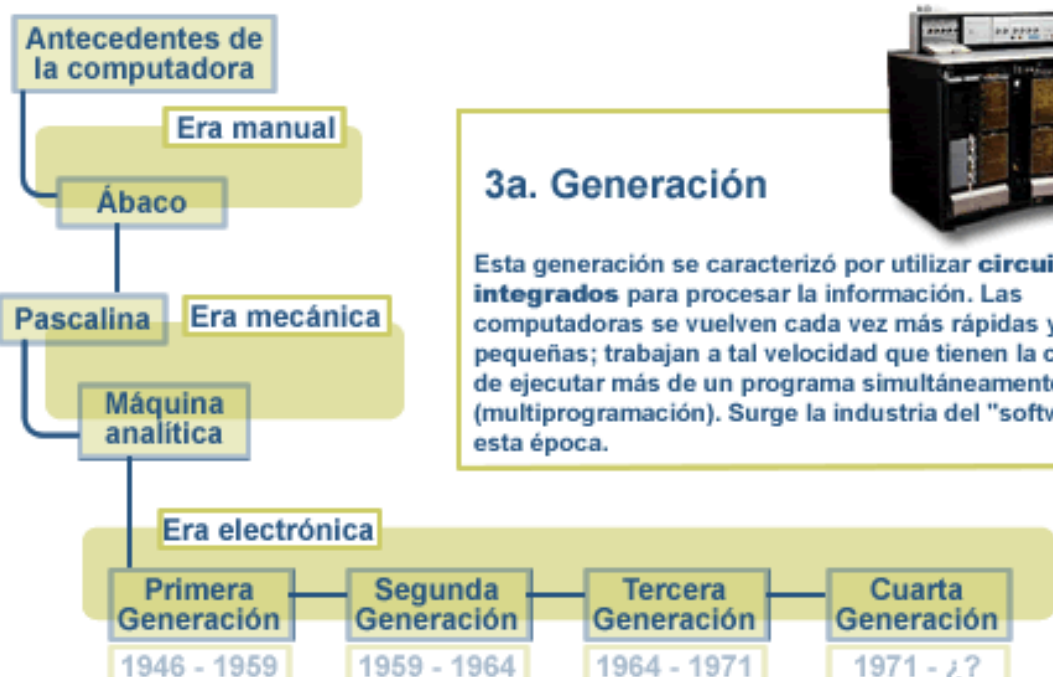 Antecedentes de
la computadora
Era manual
Ábaco
Pascalina
Era mecánica
Máquina
analítica
3a. Generación
Esta generación se caracterizó por utilizar
integrados para procesar la información. Las
computadoras se vuelven cada vez más rápidas y
pequeñas; trabajan a tal velocidad que tienen la
de ejecutar más de un programa
(multiprogramación). Surge la industria del
esta época.
Era electrónica
Primera
Generación
Segunda
Generación
Tercera
Generación
Cuarta
Generación
1946 - 1959
1959 - 1964
1964 - 1971
1971 - ¿?